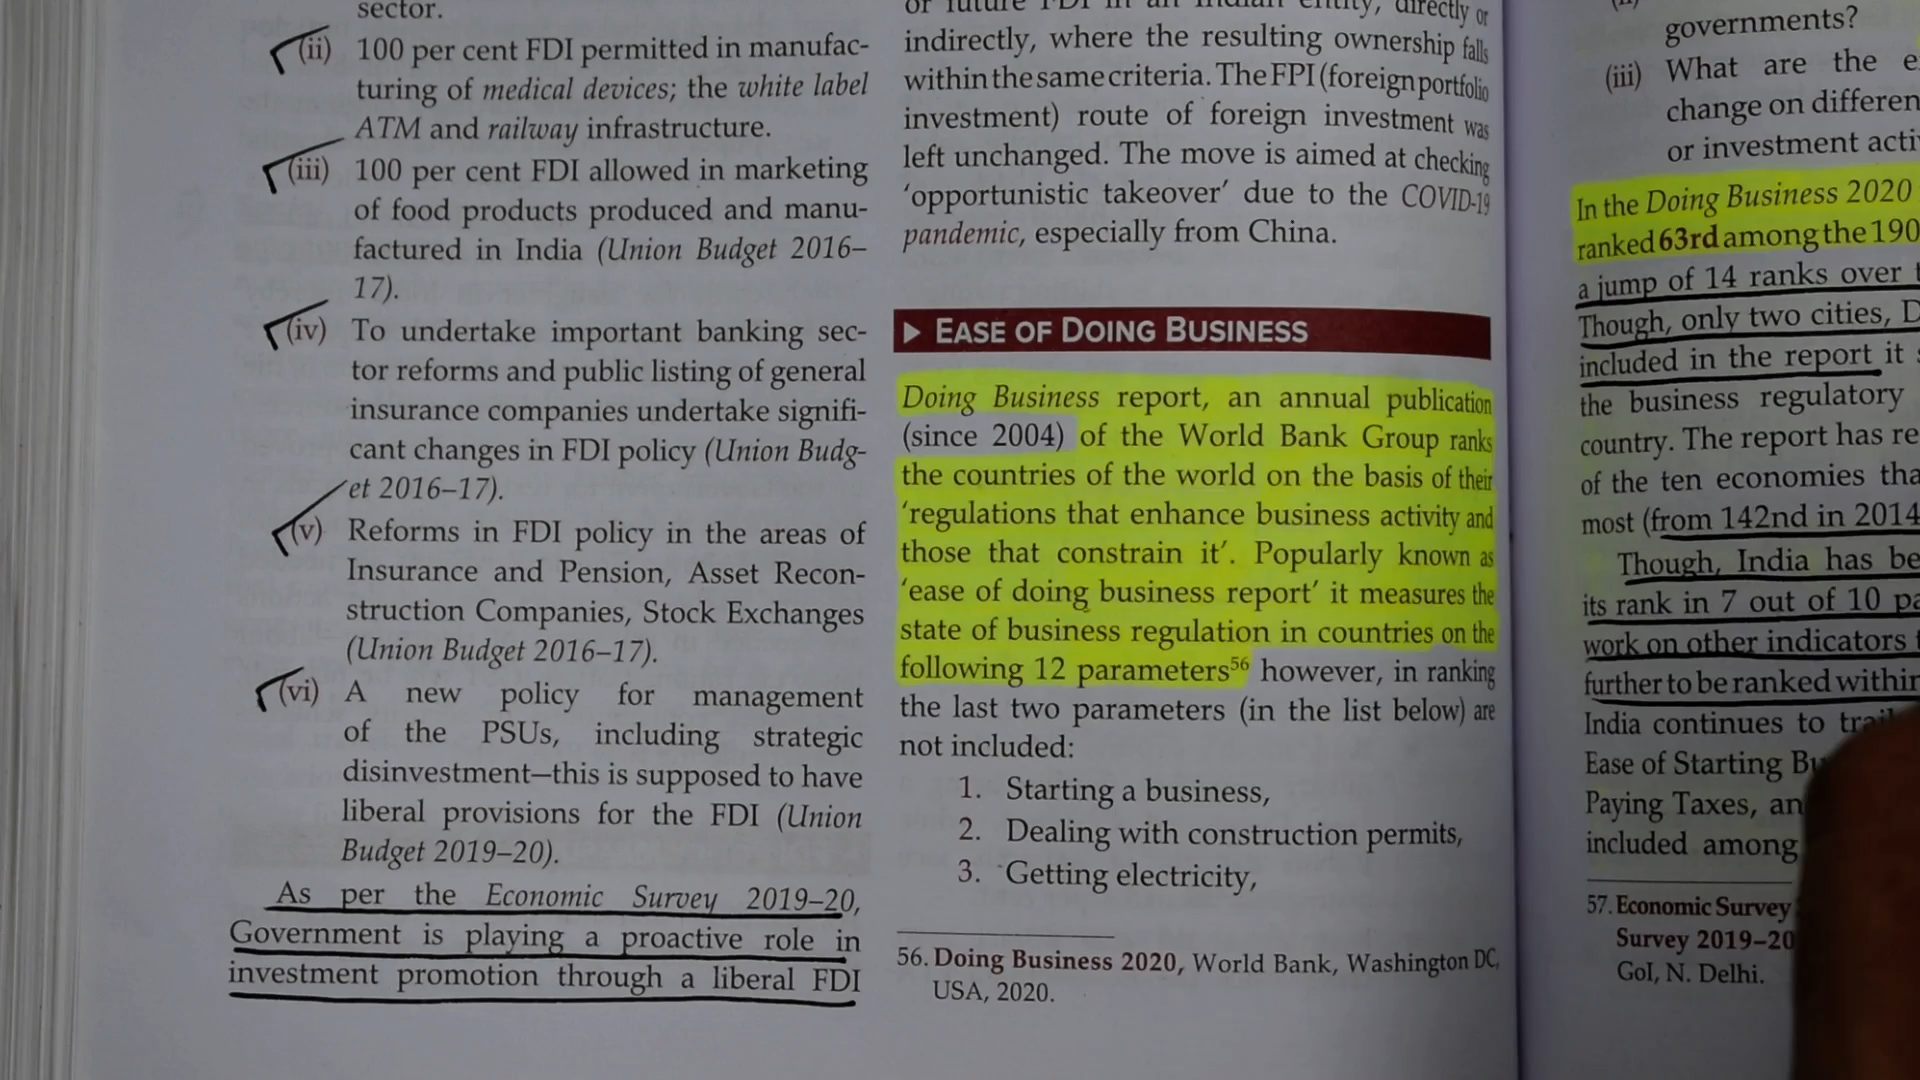 sector.
(ii) 100 per cent FDI permitted in manufac-
turing of medical devices; the white label
ATM and railway infrastructure.
(iii) 100 per cent FDI allowed in marketing
of food products produced and manu-
factured in India (Union Budget 2016–
17).
(iv) To undertake important banking sec-
tor reforms and public listing of general
insurance companies undertake signifi-
cant changes in FDI policy (Union Budg-
et 2016–17).
(v) Reforms in FDI policy in the areas of
Insurance and Pension, Asset Recon-
struction Companies, Stock Exchanges
(Union Budget 2016–17).
(vi) A new policy for management
of the PSUs, including strategic
disinvestment—this is supposed to have
liberal provisions for the FDI (Union
Budget 2019–20).
As per the Economic Survey 2019–20,
Government is playing a proactive role in
investment promotion through a liberal FDI
or future FDI in an Indian entity, directly or
indirectly, where the resulting ownership falls
within the same criteria. The FPI (foreign portfolio
investment) route of foreign investment was
left unchanged. The move is aimed at checking
‘opportunistic takeover’ due to the COVID-19
pandemic, especially from China.
▶ EASE OF DOING BUSINESS
Doing Business report, an annual publication
(since 2004) of the World Bank Group ranks
the countries of the world on the basis of their
‘regulations that enhance business activity and
those that constrain it’. Popularly known as
‘ease of doing business report’ it measures the
state of business regulation in countries on the
following 12 parameters56 however, in ranking
the last two parameters (in the list below) are
not included:
1. Starting a business,
2. Dealing with construction permits,
3. Getting electricity,
56. Doing Business 2020, World Bank, Washington DC,
USA, 2020.
governments?
(iii) What are the e
change on differen
or investment acti
In the Doing Business 2020
ranked 63rd among the 190
a jump of 14 ranks over t
Though, only two cities, D
included in the report it
the business regulatory
country. The report has re
of the ten economies tha
most (from 142nd in 2014
Though, India has be
its rank in 7 out of 10 pa
work on other indicators
further to be ranked within
India continues to trail
Ease of Starting Bu
Paying Taxes, an
included among
57. Economic Survey
Survey 2019–20
GoI, N. Delhi.